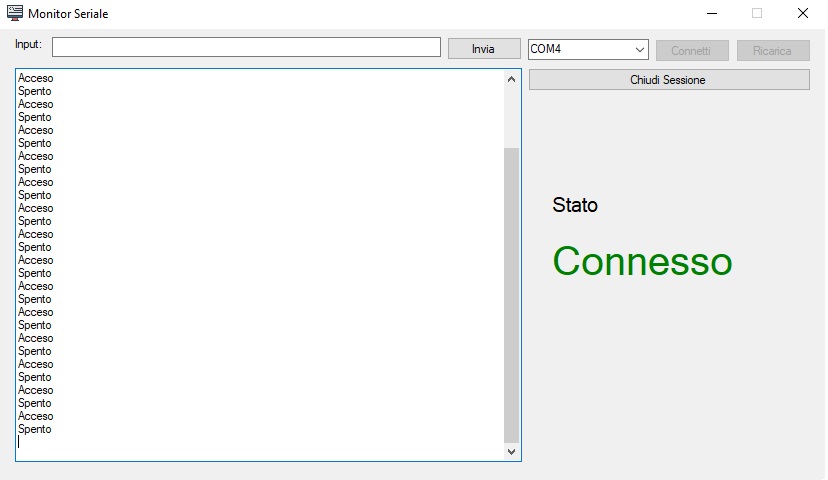 Monitor Seriale
Input:
Invia
COM4
Connetti
Ricarica
Chiudi Sessione
Acceso
Spento
Acceso
Spento
Acceso
Spento
Acceso
Spento
Acceso
Spento
Acceso
Spento
Acceso
Spento
Acceso
Spento
Acceso
Spento
Acceso
Spento
Acceso
Spento
Acceso
Spento
Acceso
Spento
Acceso
Spento
Stato
Connesso